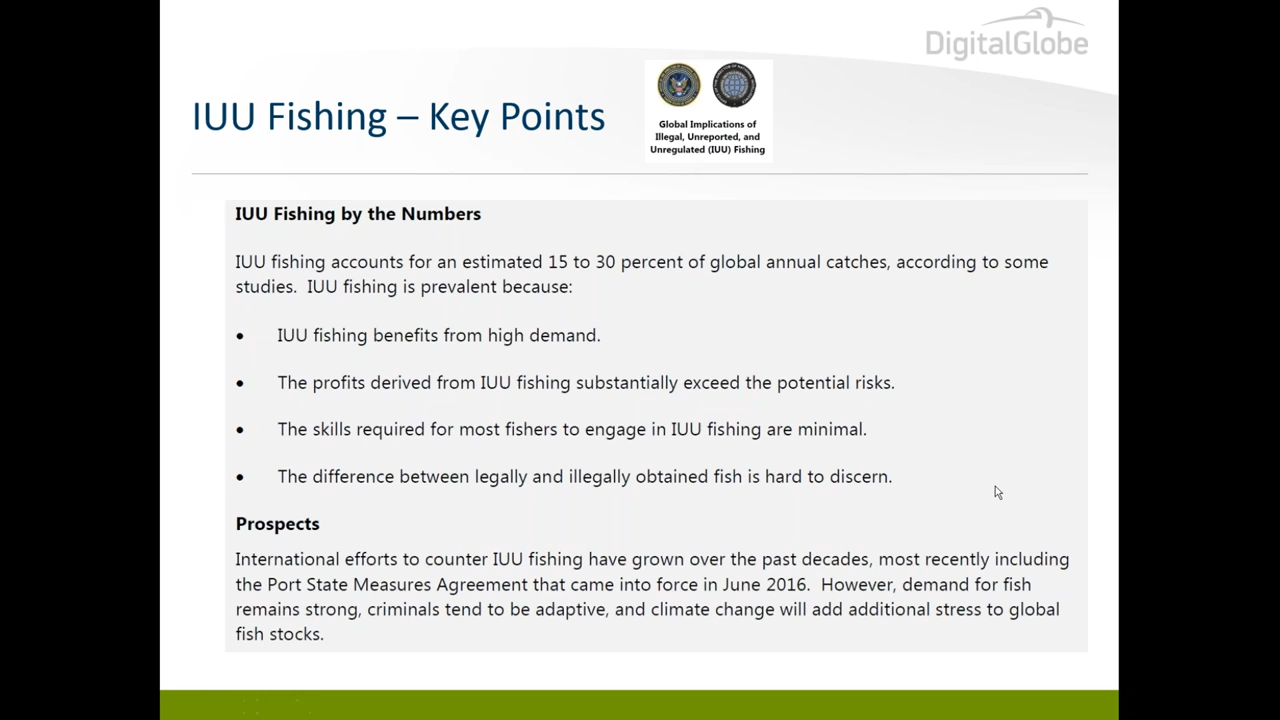 DigitalGlobe
IUU Fishing – Key Points
Global Implications of
Illegal, Unreported, and
Unregulated (IUU) Fishing
IUU Fishing by the Numbers
IUU fishing accounts for an estimated 15 to 30 percent of global annual catches, according to some
studies.  IUU fishing is prevalent because:
• IUU fishing benefits from high demand.
• The profits derived from IUU fishing substantially exceed the potential risks.
• The skills required for most fishers to engage in IUU fishing are minimal.
• The difference between legally and illegally obtained fish is hard to discern.
Prospects
International efforts to counter IUU fishing have grown over the past decades, most recently including
the Port State Measures Agreement that came into force in June 2016.  However, demand for fish
remains strong, criminals tend to be adaptive, and climate change will add additional stress to global
fish stocks.